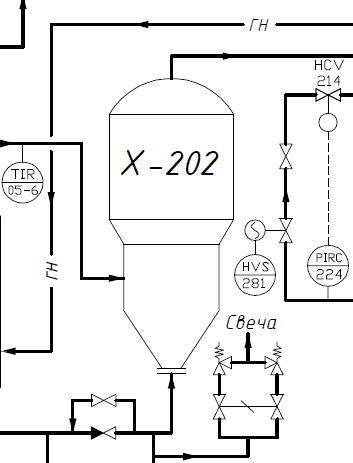 ГН
HCV
214
X-202
TIR
05-6
ГН
PIRC
224
HVS
281
Свеча